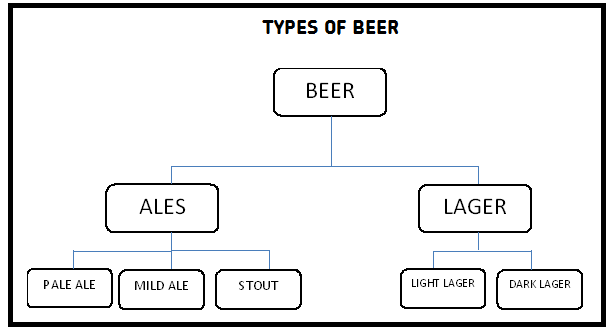 TYPES OF BEER
BEER
ALES
LAGER
PALE ALE
MILD ALE
STOUT
LIGHT LAGER
DARK LAGER